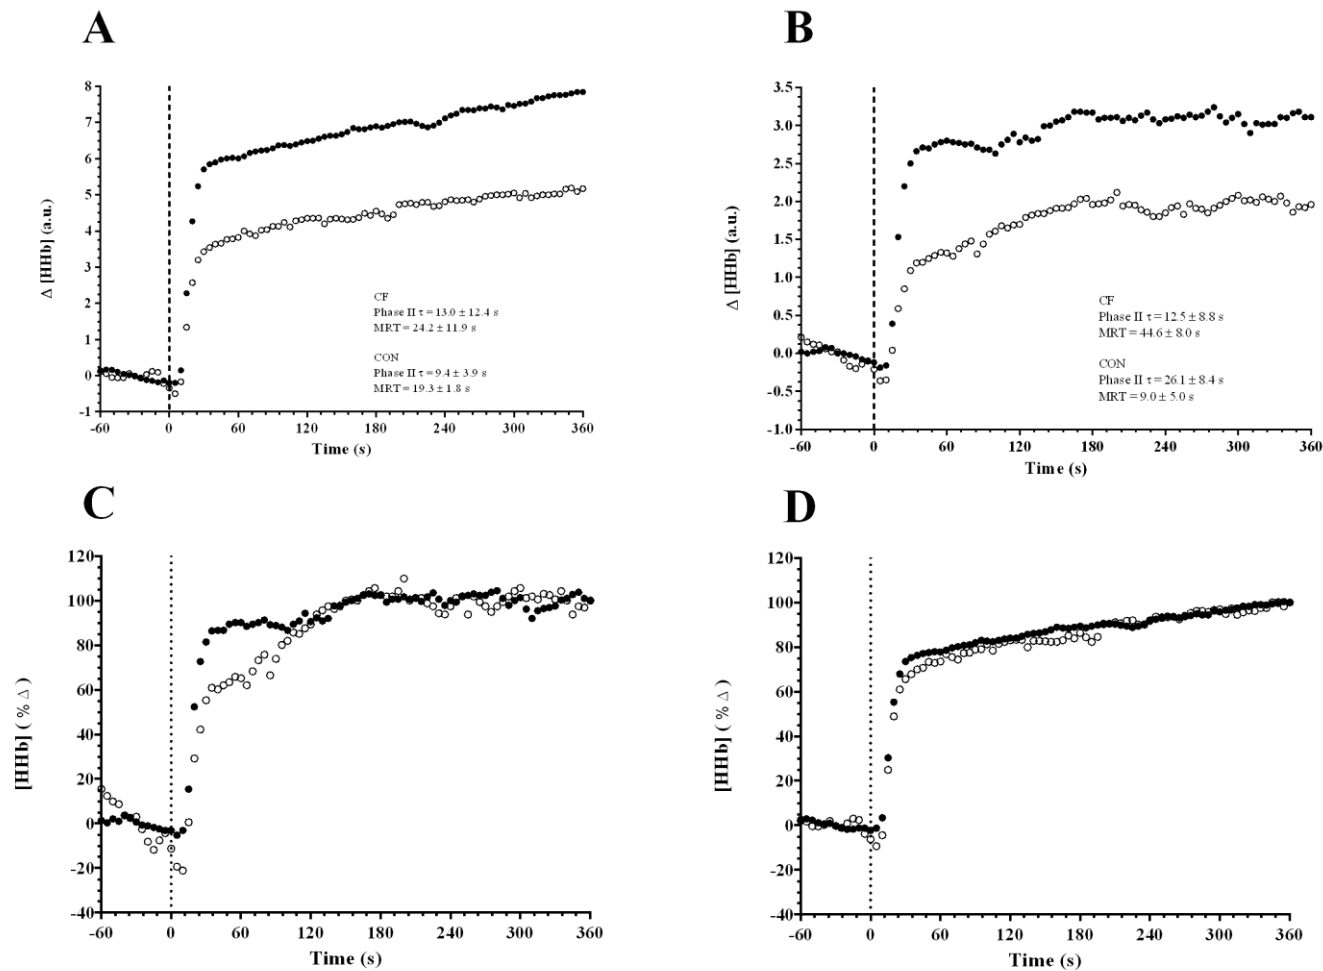 A
B
Δ [HHb] (a.u.)
8
7
6
5
4
3
2
1
0
-1
-60 0 60 120 180 240 300 360
Time (s)
CF
Phase II τ = 13.0 ± 12.4 s
MRT = 24.2 ± 11.9 s
CON
Phase II τ = 9.4 ± 3.9 s
MRT = 19.3 ± 1.8 s
Δ [HHb] (a.u.)
3.5
3.0
2.5
2.0
1.5
1.0
0.5
0.0
-0.5
-1.0
-60 0 60 120 180 240 300 360
Time (s)
CF
Phase II τ = 12.5 ± 8.8 s
MRT = 44.6 ± 8.0 s
CON
Phase II τ = 26.1 ± 8.4 s
MRT = 9.0 ± 5.0 s
C
D
[HHb] ( % Δ )
120
100
80
60
40
20
0
-20
-40
-60 0 60 120 180 240 300 360
Time (s)
[HHb] ( % Δ )
120
100
80
60
40
20
0
-20
-40
-60 0 60 120 180 240 300 360
Time (s)